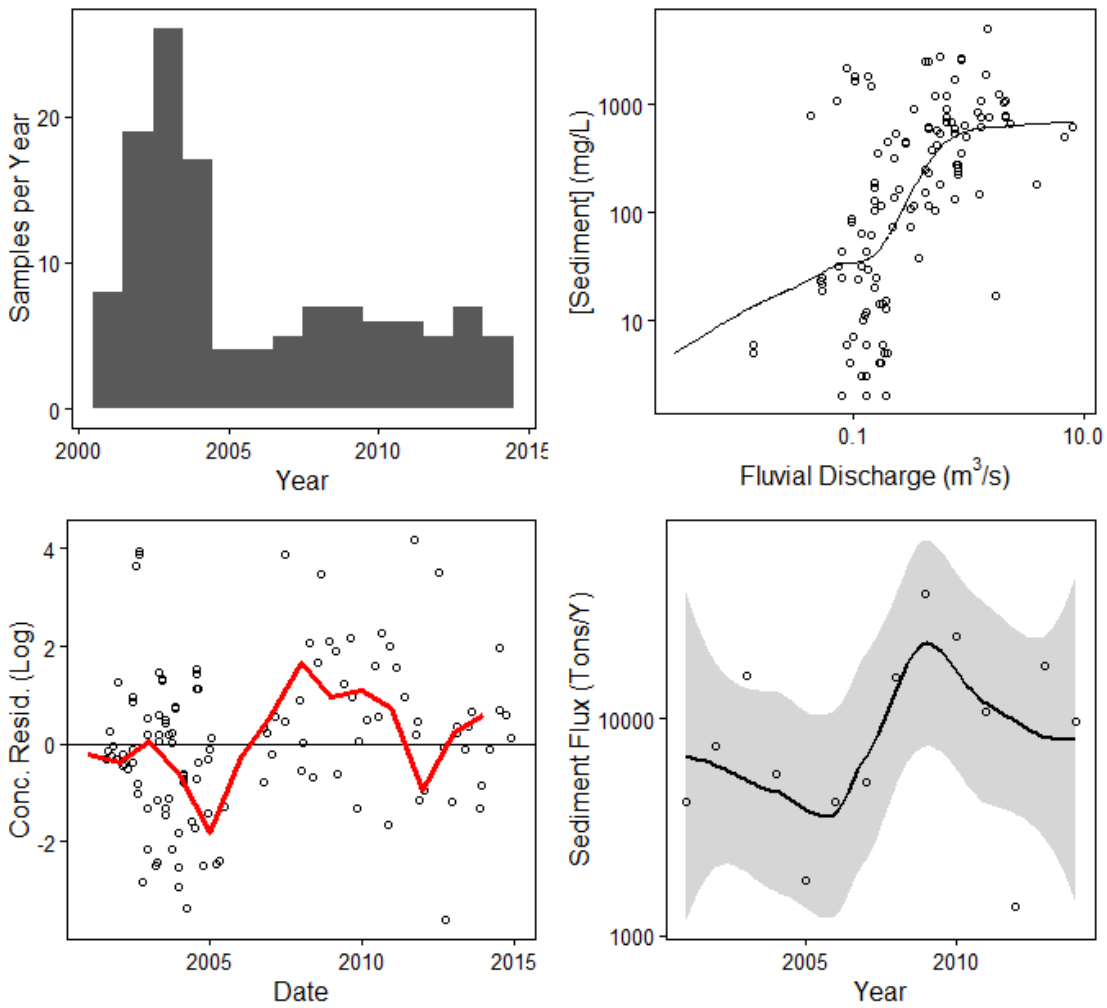 Samples per Year
20
10
0
2000 2005 2010 2015
Year
[Sediment] (mg/L)
1000
100
10
0.1 10.0
Fluvial Discharge (m³/s)
Conc. Resid. (Log)
4
2
0
-2
2005 2010 2015
Date
Sediment Flux (Tons/Y)
10000
1000
2005 2010
Year